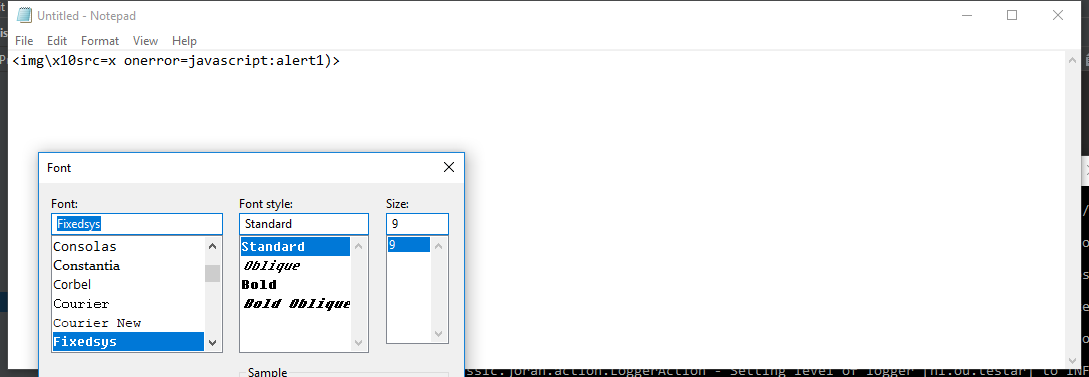 Untitled - Notepad
File Edit Format View Help
<img\x10src=x onerror=javascript:alert1)>
Font
Font: Font style: Size:
Fixedsys Standard 9
Consolas Standard 9
Constantia Oblique
Corbel Bold
Courier Bold Oblique
Courier New
Fixedsys
Sample
ssic.joran.action.LoggerAction - Setting level of logger [nl.ou.testar] to INF